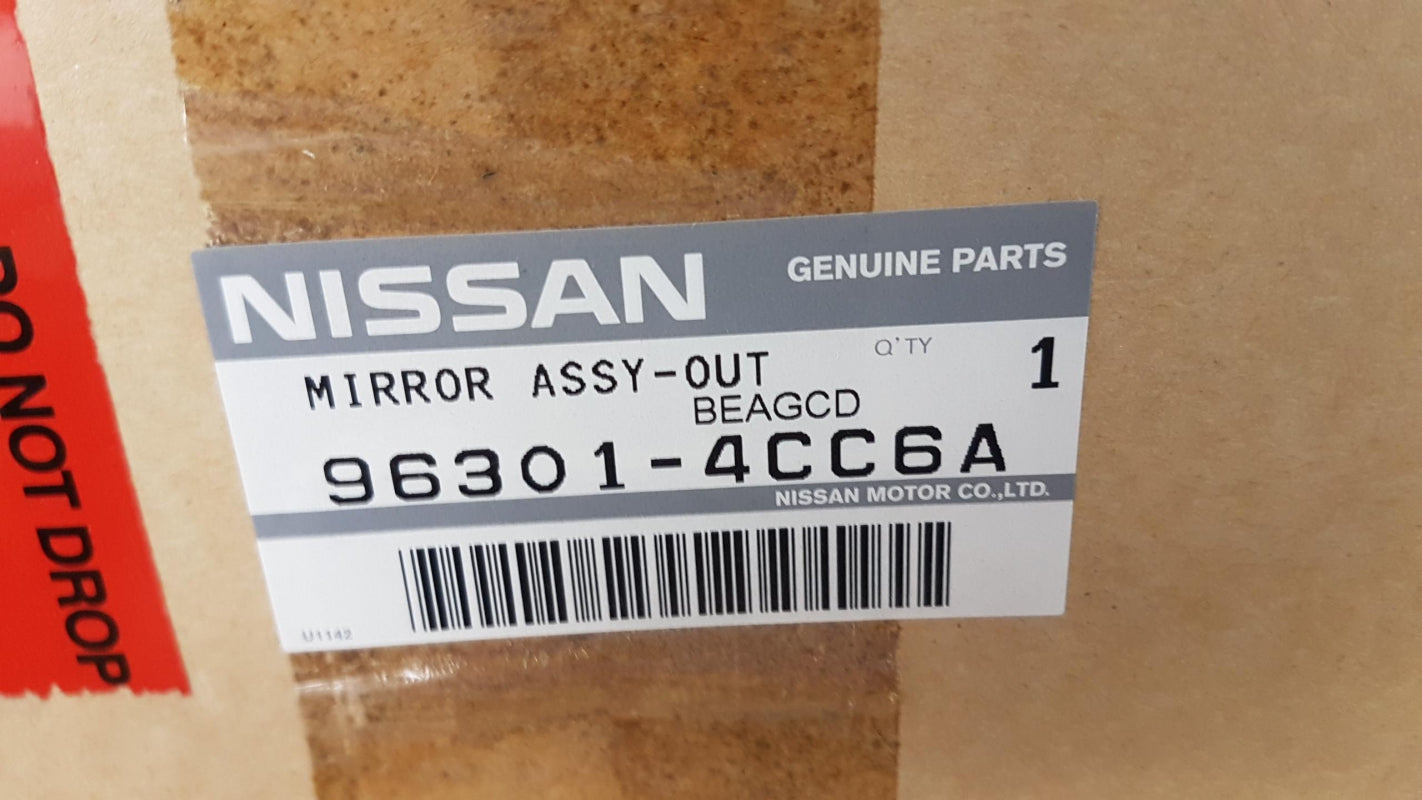 NISSAN
GENUINE PARTS
MIRROR ASSY-OUT
Q'TY
1
BEAGCD
96301-4CC6A
NISSAN MOTOR CO.,LTD.
U1142
DO NOT DROP